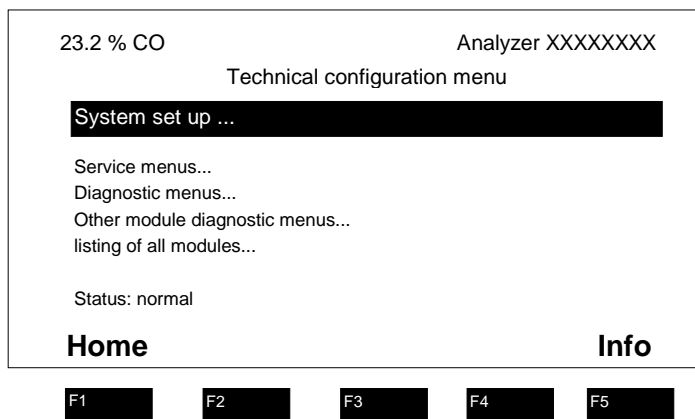 23.2 % CO Analyzer XXXXXXXX
Technical configuration menu
System set up ...
Service menus...
Diagnostic menus...
Other module diagnostic menus...
listing of all modules...
Status: normal
Home Info
F1 F2 F3 F4 F5